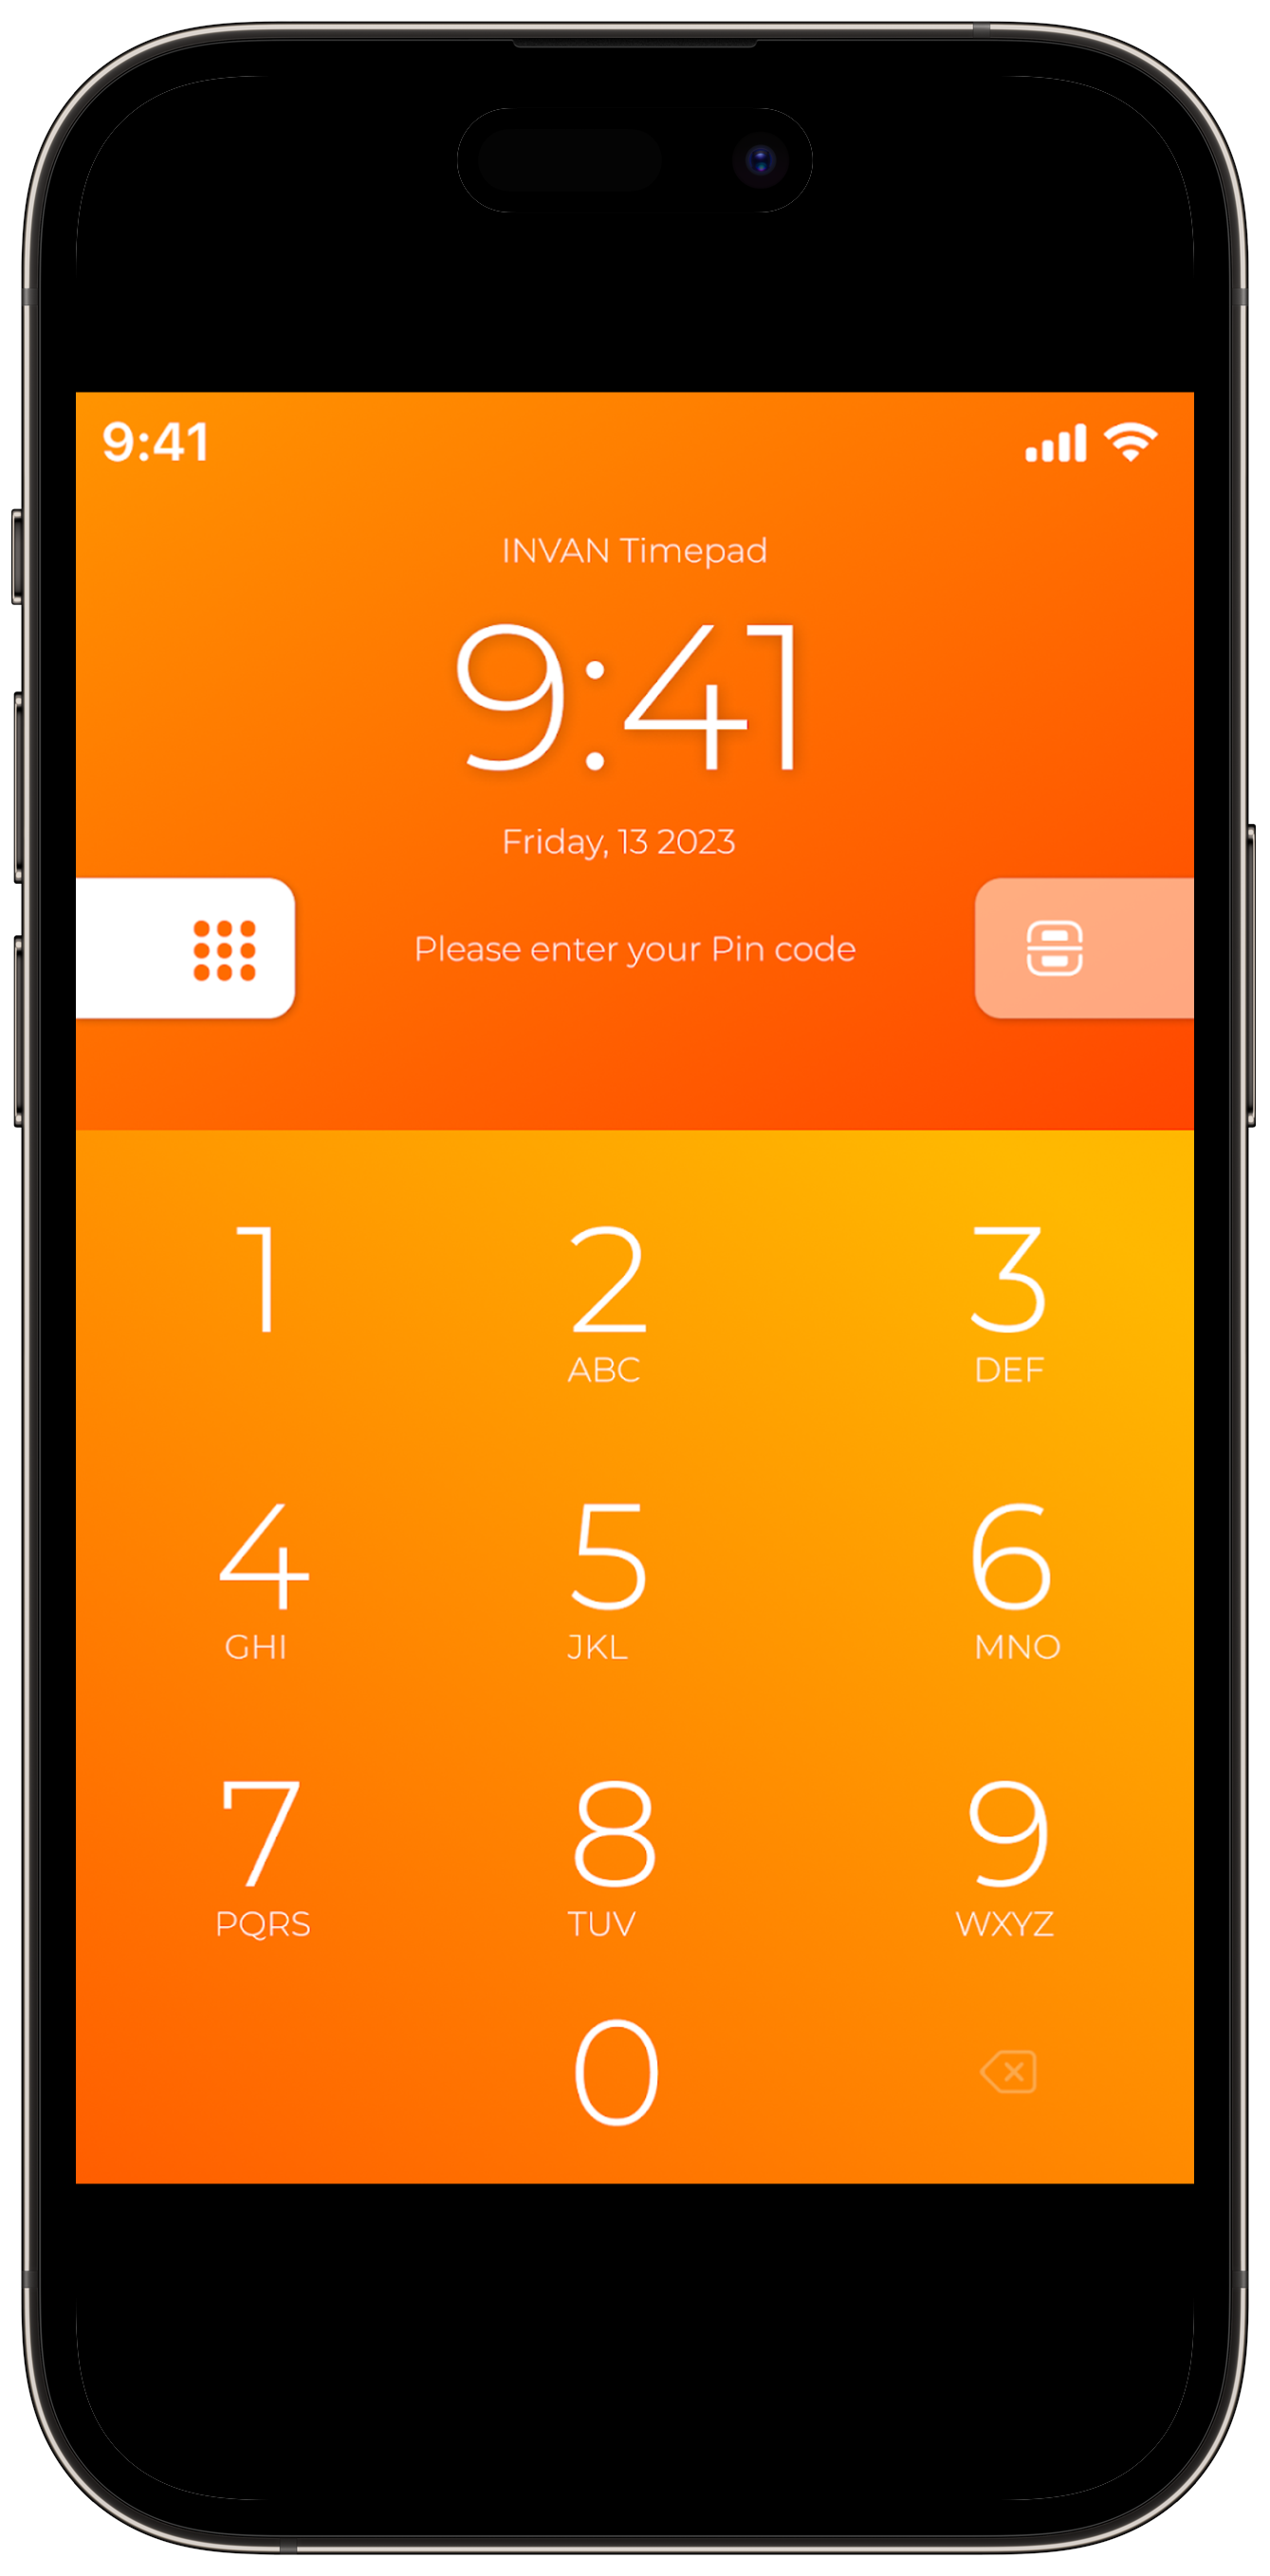 9:41
INVAN Timepad
9:41
Friday, 13 2023
Please enter your Pin code
1 2 3
ABC DEF
4 5 6
GHI JKL MNO
7 8 9
PQRS TUV WXYZ
0